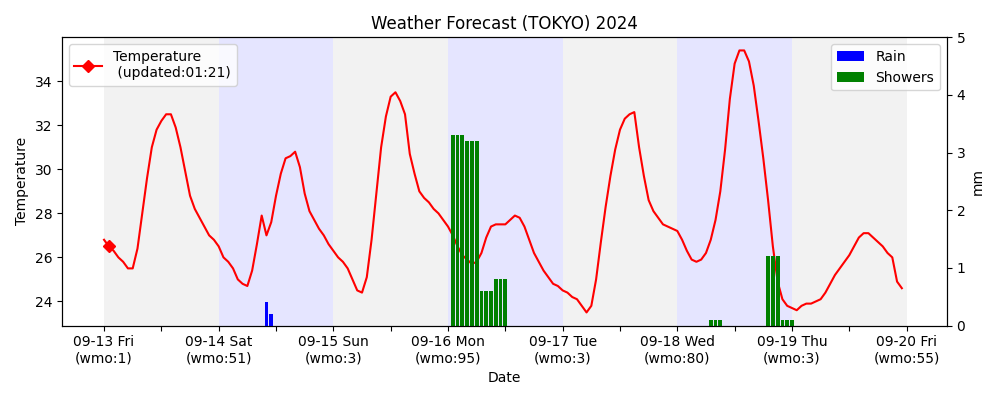 Weather Forecast (TOKYO) 2024
Temperature
(updated:01:21)
Rain
Showers
Temperature
34
32
30
28
26
24
5
4
3
2
1
0
mm
09-13 Fri
(wmo:1)
09-14 Sat
(wmo:51)
09-15 Sun
(wmo:3)
09-16 Mon
(wmo:95)
09-17 Tue
(wmo:3)
09-18 Wed
(wmo:80)
09-19 Thu
(wmo:3)
09-20 Fri
(wmo:55)
Date